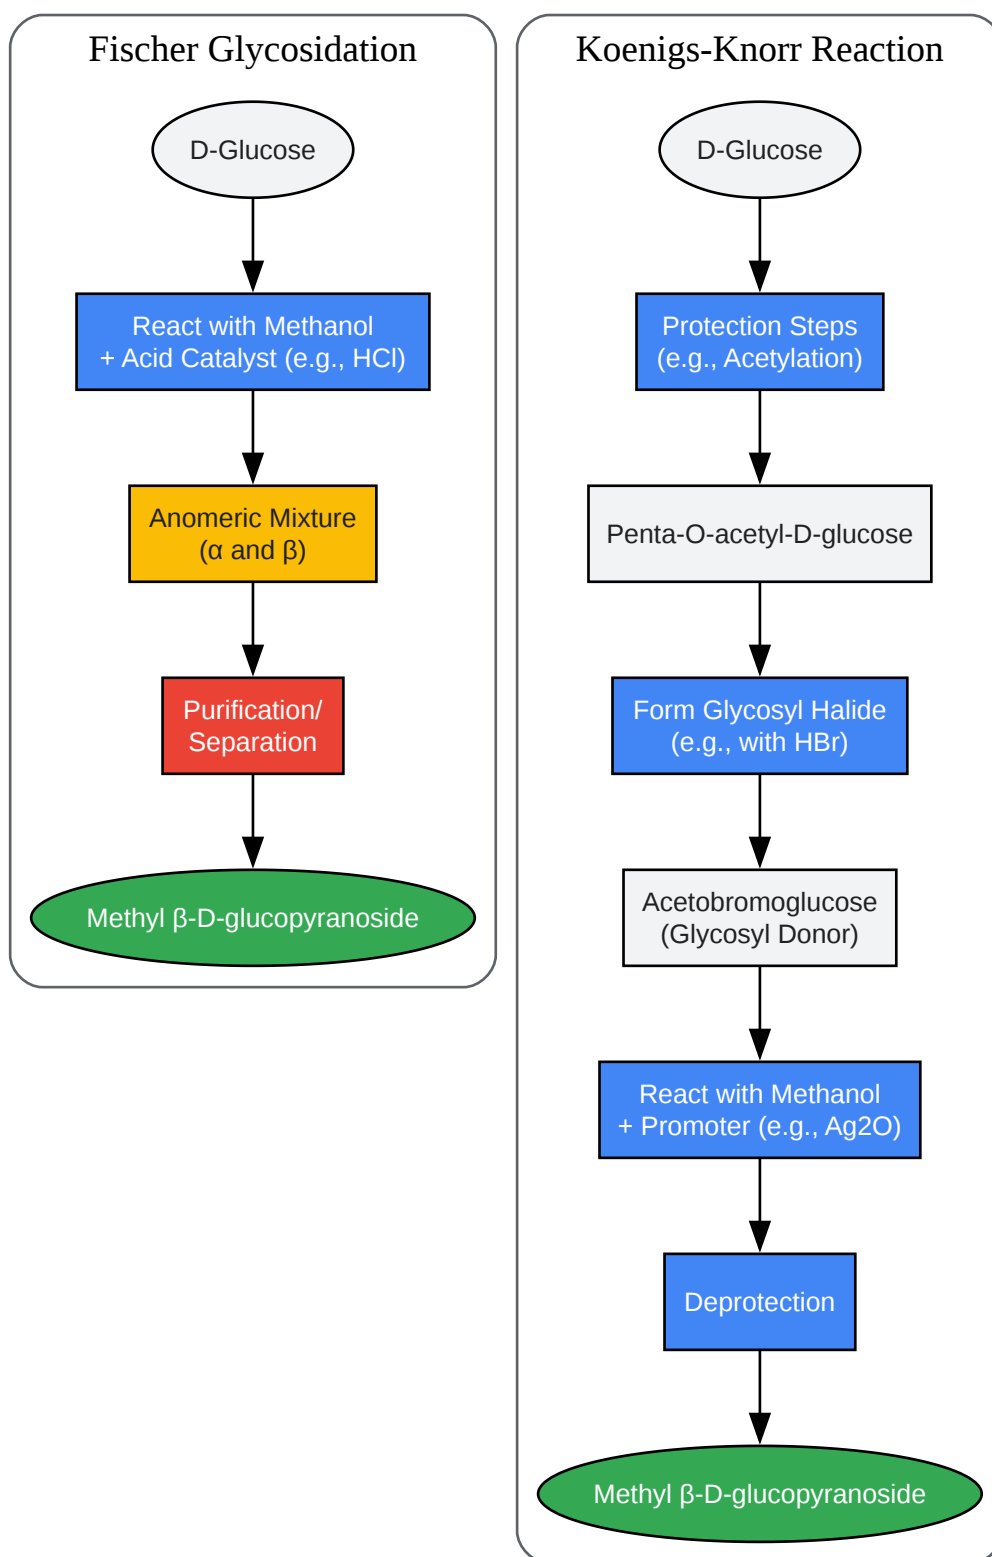 Fischer Glycosidation
D-Glucose
React with Methanol
+ Acid Catalyst (e.g., HCl)
Anomeric Mixture
(α and β)
Purification/
Separation
Methyl β-D-glucopyranoside
Koenigs-Knorr Reaction
D-Glucose
Protection Steps
(e.g., Acetylation)
Penta-O-acetyl-D-glucose
Form Glycosyl Halide
(e.g., with HBr)
Acetobromoglucose
(Glycosyl Donor)
React with Methanol
+ Promoter (e.g., Ag2O)
Deprotection
Methyl β-D-glucopyranoside